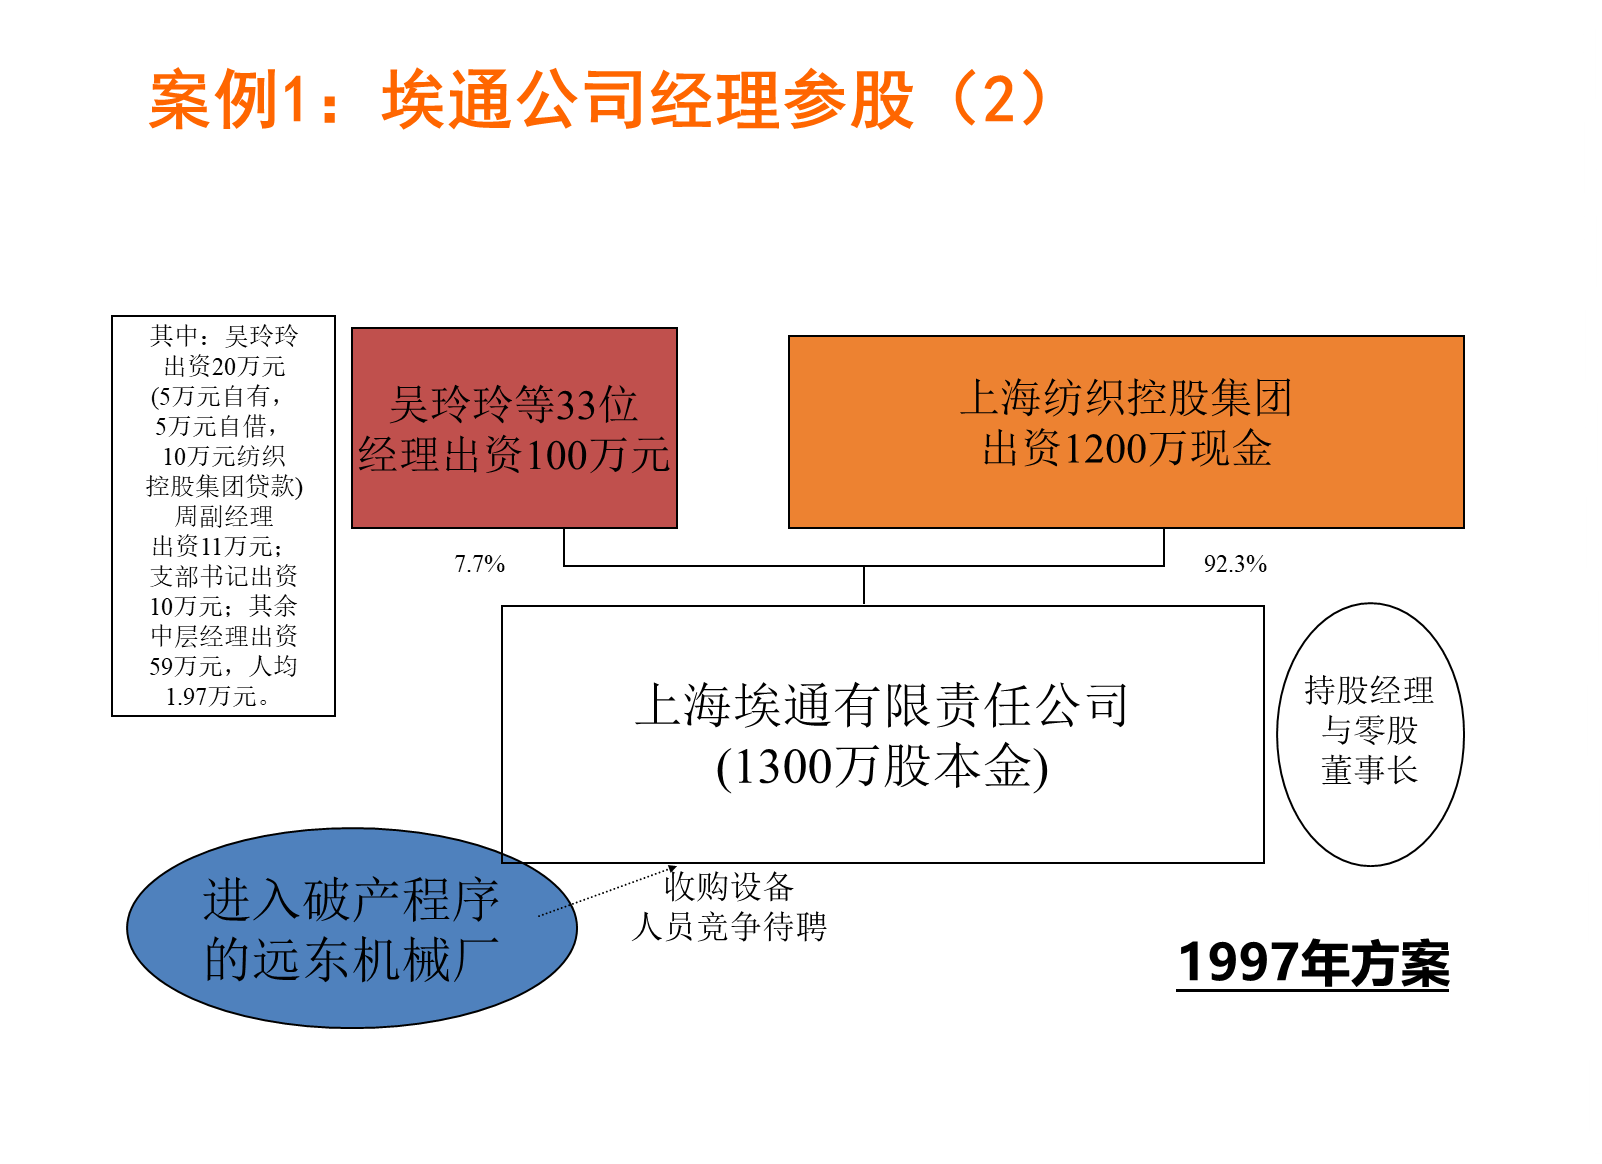 案例1：埃通公司经理参股（2）
其中：吴玲玲
出资20万元
(5万元自有，
5万元自借，
10万元纺织
控股集团贷款)
周副经理
出资11万元；
支部书记出资
10万元；其余
中层经理出资
59万元，人均
1.97万元。
吴玲玲等33位
经理出资100万元
上海纺织控股集团
出资1200万现金
7.7%
92.3%
上海埃通有限责任公司
(1300万股本金)
持股经理
与零股
董事长
进入破产程序
的远东机械厂
收购设备
人员竞争待聘
1997年方案